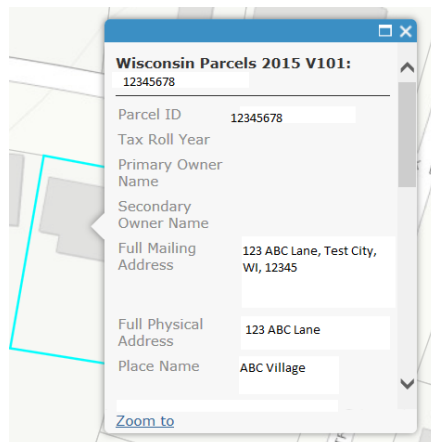 Wisconsin Parcels 2015 V101:
12345678
Parcel ID 12345678
Tax Roll Year
Primary Owner
Name
Secondary
Owner Name
Full Mailing
Address
123 ABC Lane, Test City,
WI, 12345
Full Physical
Address
123 ABC Lane
Place Name ABC Village
Zoom to